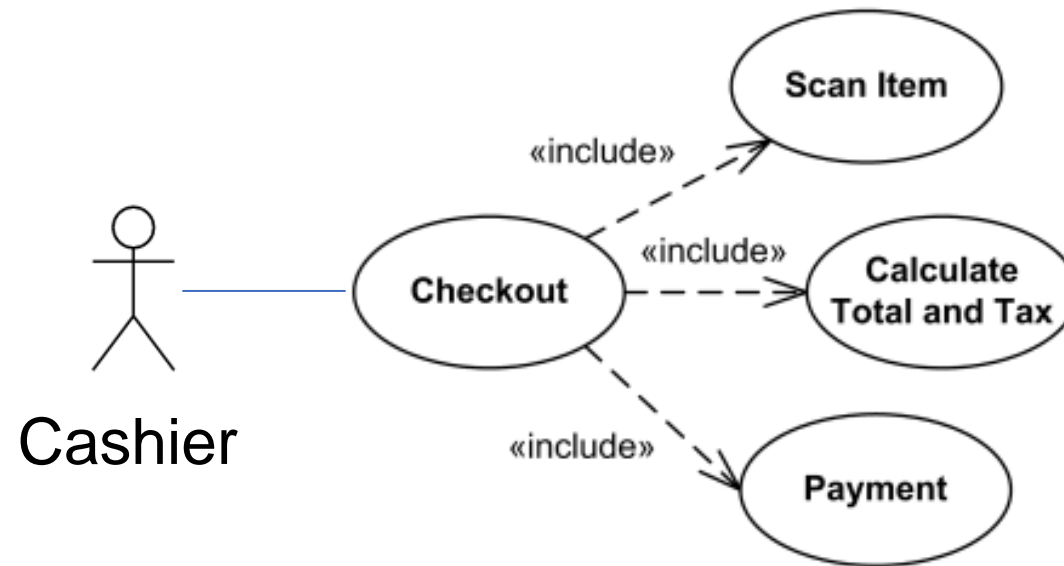 Scan Item
«include»
«include»
Calculate
Total and Tax
Checkout
Cashier
«include»
Payment